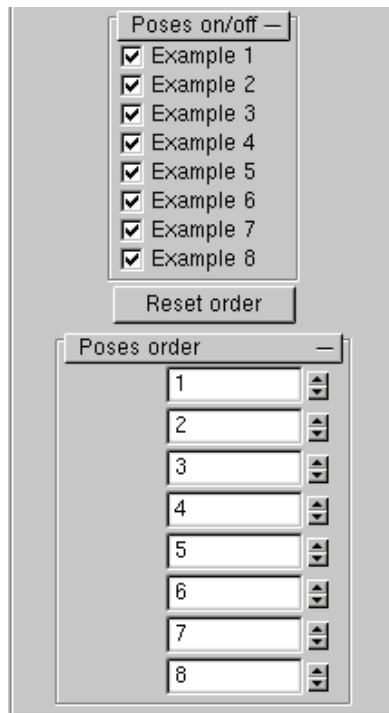 Poses on/off
Example 1
Example 2
Example 3
Example 4
Example 5
Example 6
Example 7
Example 8
Reset order
Poses order
1
2
3
4
5
6
7
8